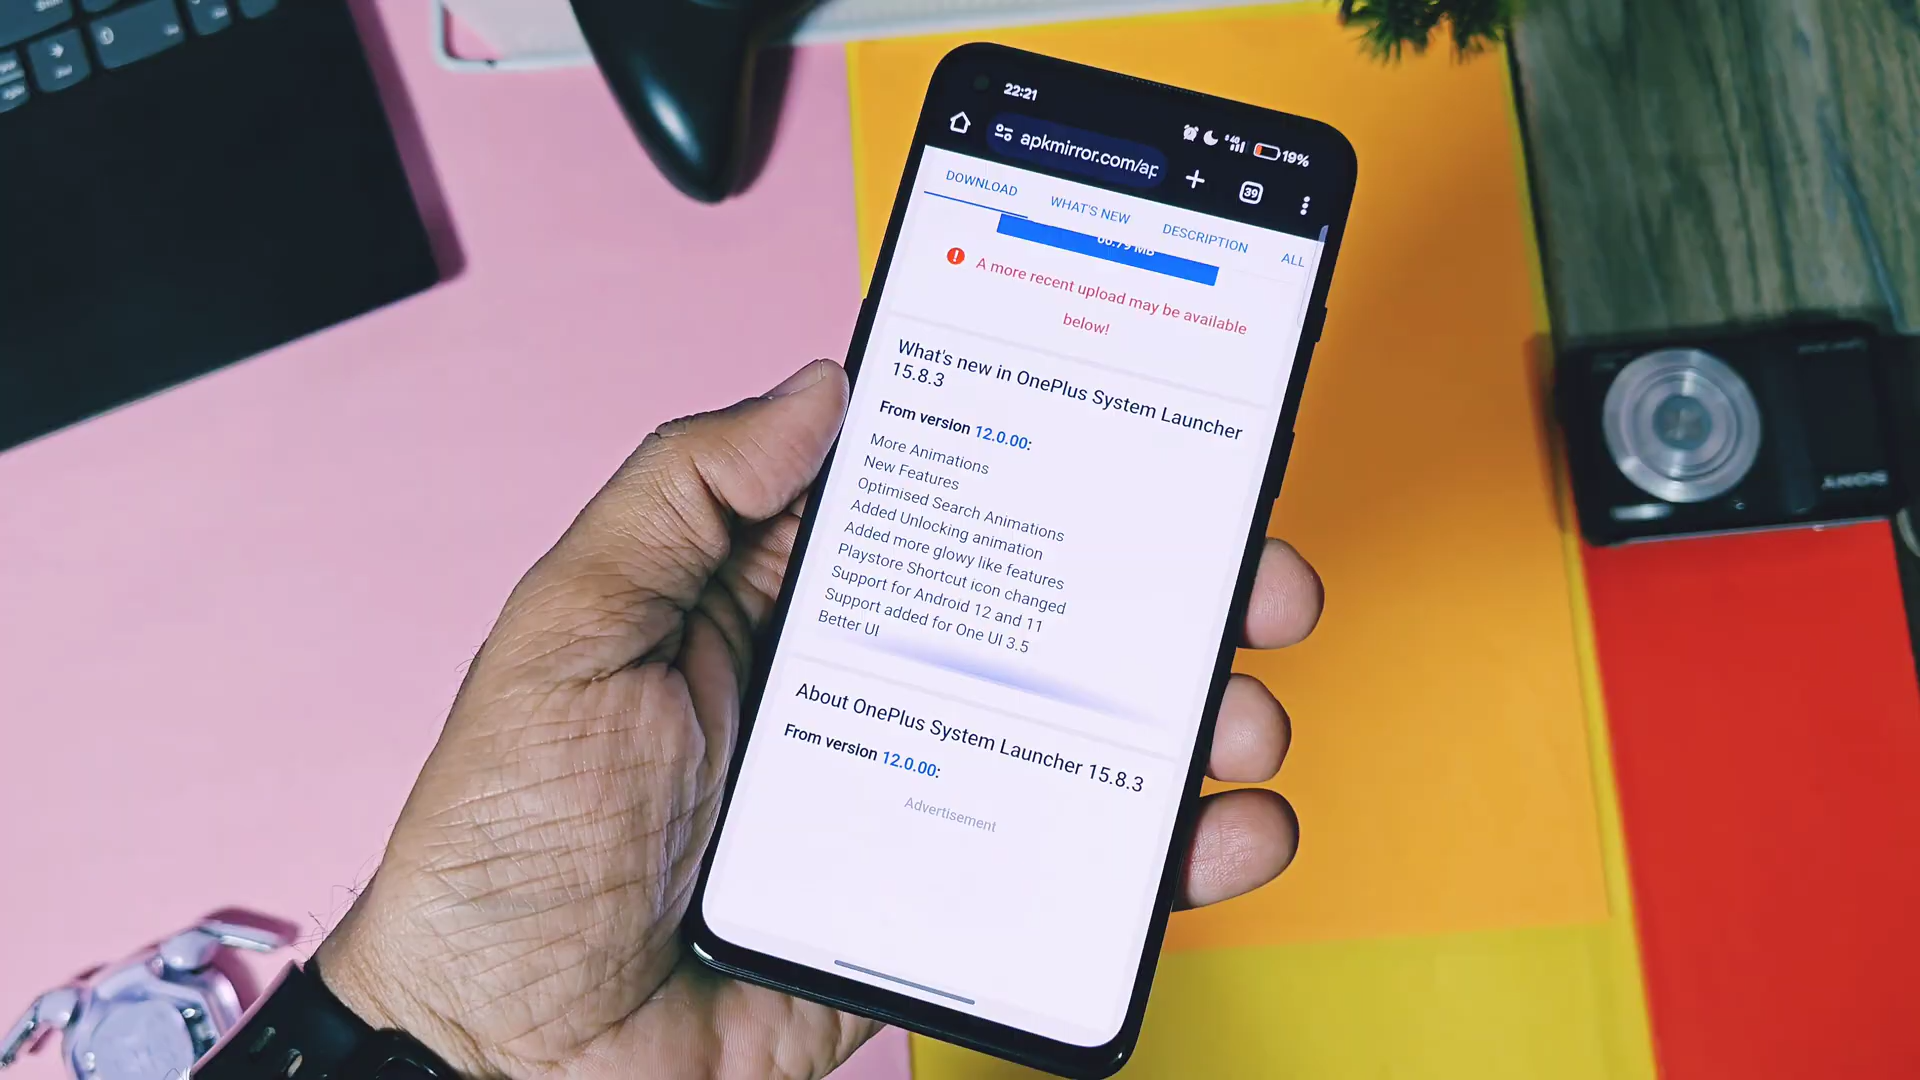 22:21
19%
apkmirror.com/ap
39
DOWNLOAD
WHAT'S NEW
DESCRIPTION
ALL
A more recent upload may be available
below!
What's new in OnePlus System Launcher
15.8.3
From version 12.0.00:
More Animations
New Features
Optimised Search Animations
Added Unlocking animation
Added more glowy like features
Playstore Shortcut icon changed
Support for Android 12 and 11
Support added for One UI 3.5
Better UI
About OnePlus System Launcher 15.8.3
From version 12.0.00:
Advertisement
SONY